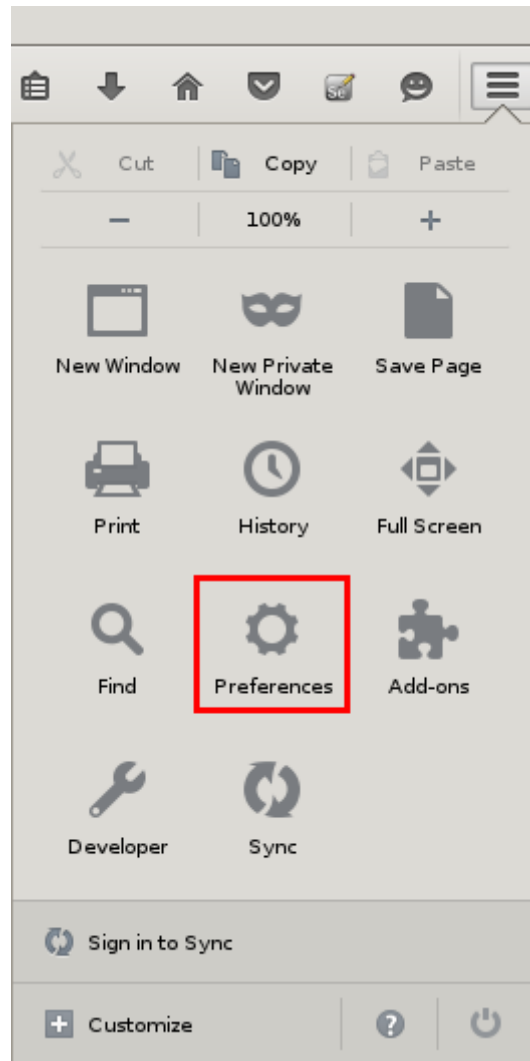 Cut Copy Paste
− 100% +
New Window New Private Window Save Page
Print History Full Screen
Find Preferences Add-ons
Developer Sync
Sign in to Sync
Customize ?